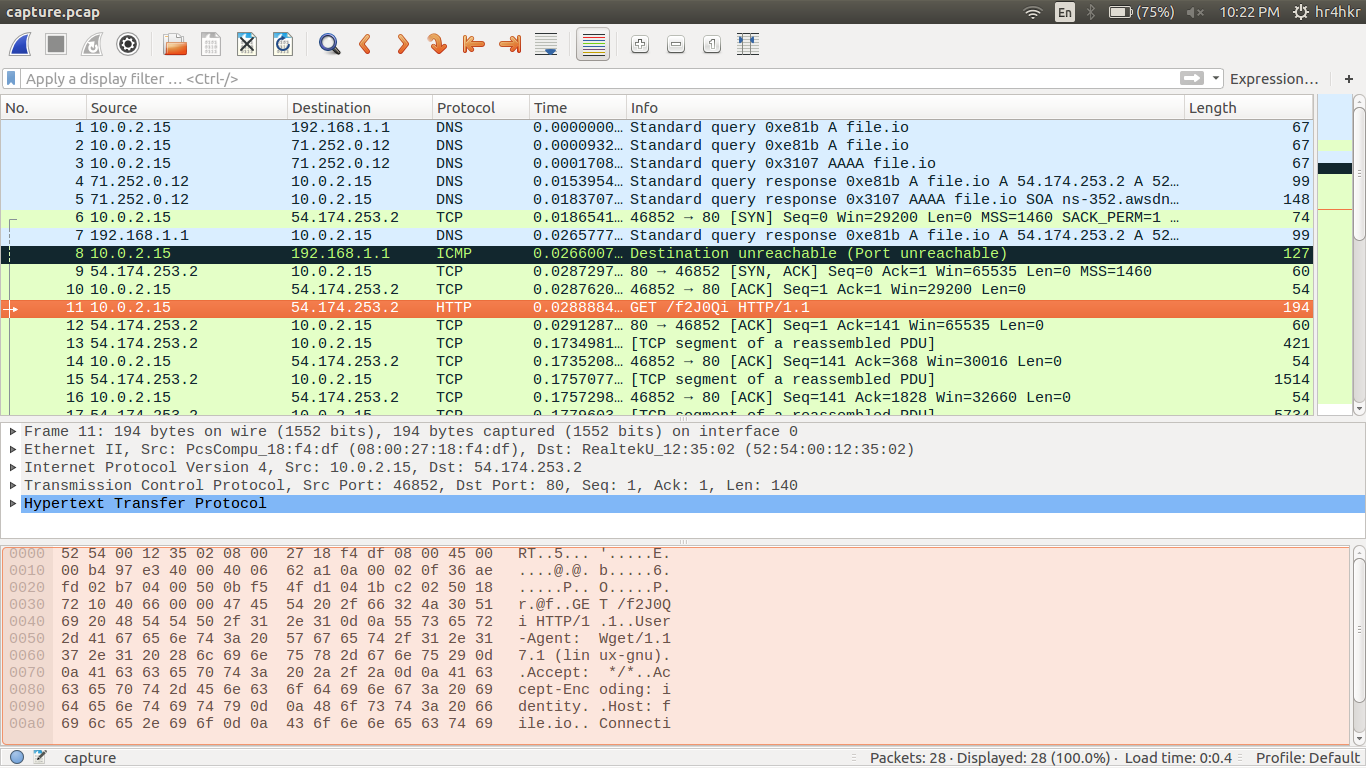 capture.pcap En (75%) 10:22 PM hr4hkr
Apply a display filter … <Ctrl-/> Expression… +
No. Source Destination Protocol Time Info Length
1 10.0.2.15 192.168.1.1 DNS 0.0000000… Standard query 0xe81b A file.io 67
2 10.0.2.15 71.252.0.12 DNS 0.0000932… Standard query 0xe81b A file.io 67
3 10.0.2.15 71.252.0.12 DNS 0.0001708… Standard query 0x3107 AAAA file.io 67
4 71.252.0.12 10.0.2.15 DNS 0.0153954… Standard query response 0xe81b A file.io A 54.174.253.2 A 52… 99
5 71.252.0.12 10.0.2.15 DNS 0.0183707… Standard query response 0x3107 AAAA file.io SOA ns-352.awsdn… 148
6 10.0.2.15 54.174.253.2 TCP 0.0186541… 46852 → 80 [SYN] Seq=0 Win=29200 Len=0 MSS=1460 SACK_PERM=1 … 74
7 192.168.1.1 10.0.2.15 DNS 0.0265777… Standard query response 0xe81b A file.io A 54.174.253.2 A 52… 99
8 10.0.2.15 192.168.1.1 ICMP 0.0266007… Destination unreachable (Port unreachable) 127
9 54.174.253.2 10.0.2.15 TCP 0.0287297… 80 → 46852 [SYN, ACK] Seq=0 Ack=1 Win=65535 Len=0 MSS=1460 60
10 10.0.2.15 54.174.253.2 TCP 0.0287620… 46852 → 80 [ACK] Seq=1 Ack=1 Win=29200 Len=0 54
11 10.0.2.15 54.174.253.2 HTTP 0.0288884… GET /f2J0Qi HTTP/1.1 194
12 54.174.253.2 10.0.2.15 TCP 0.0291287… 80 → 46852 [ACK] Seq=1 Ack=141 Win=65535 Len=0 60
13 54.174.253.2 10.0.2.15 TCP 0.1734981… [TCP segment of a reassembled PDU] 421
14 10.0.2.15 54.174.253.2 TCP 0.1735208… 46852 → 80 [ACK] Seq=141 Ack=368 Win=30016 Len=0 54
15 54.174.253.2 10.0.2.15 TCP 0.1757077… [TCP segment of a reassembled PDU] 1514
16 10.0.2.15 54.174.253.2 TCP 0.1757298… 46852 → 80 [ACK] Seq=141 Ack=1828 Win=32660 Len=0 54
17 54.174.253.2 10.0.2.15 TCP 0.1779603… [TCP segment of a reassembled PDU] 5734
Frame 11: 194 bytes on wire (1552 bits), 194 bytes captured (1552 bits) on interface 0
Ethernet II, Src: PcsCompu_18:f4:df (08:00:27:18:f4:df), Dst: RealtekU_12:35:02 (52:54:00:12:35:02)
Internet Protocol Version 4, Src: 10.0.2.15, Dst: 54.174.253.2
Transmission Control Protocol, Src Port: 46852, Dst Port: 80, Seq: 1, Ack: 1, Len: 140
Hypertext Transfer Protocol
0000 52 54 00 12 35 02 08 00 27 18 f4 df 08 00 45 00 RT..5... '.....E.
0010 00 b4 97 e3 40 00 40 06 62 a1 0a 00 02 0f 36 ae ....@.@. b.....6.
0020 fd 02 b7 04 00 50 0b f5 4f d1 04 1b c2 02 50 18 .....P.. O.....P.
0030 72 10 40 66 00 00 47 45 54 20 2f 66 32 4a 30 51 r.@f..GE T /f2J0Q
0040 69 20 48 54 54 50 2f 31 2e 31 0d 0a 55 73 65 72 i HTTP/1 .1..User
0050 2d 41 67 65 6e 74 3a 20 57 67 65 74 2f 31 2e 31 -Agent: Wget/1.1
0060 37 2e 31 20 28 6c 69 6e 75 78 2d 67 6e 75 29 0d 7.1 (lin ux-gnu).
0070 0a 41 63 63 65 70 74 3a 20 2a 2f 2a 0d 0a 41 63 .Accept: */*..Ac
0080 63 65 70 74 2d 45 6e 63 6f 64 69 6e 67 3a 20 69 cept-Enc oding: i
0090 64 65 6e 74 69 74 79 0d 0a 48 6f 73 74 3a 20 66 dentity. .Host: f
00a0 69 6c 65 2e 69 6f 0d 0a 43 6f 6e 6e 65 63 74 69 ile.io.. Connecti
capture Packets: 28 · Displayed: 28 (100.0%) · Load time: 0:0.4 Profile: Default